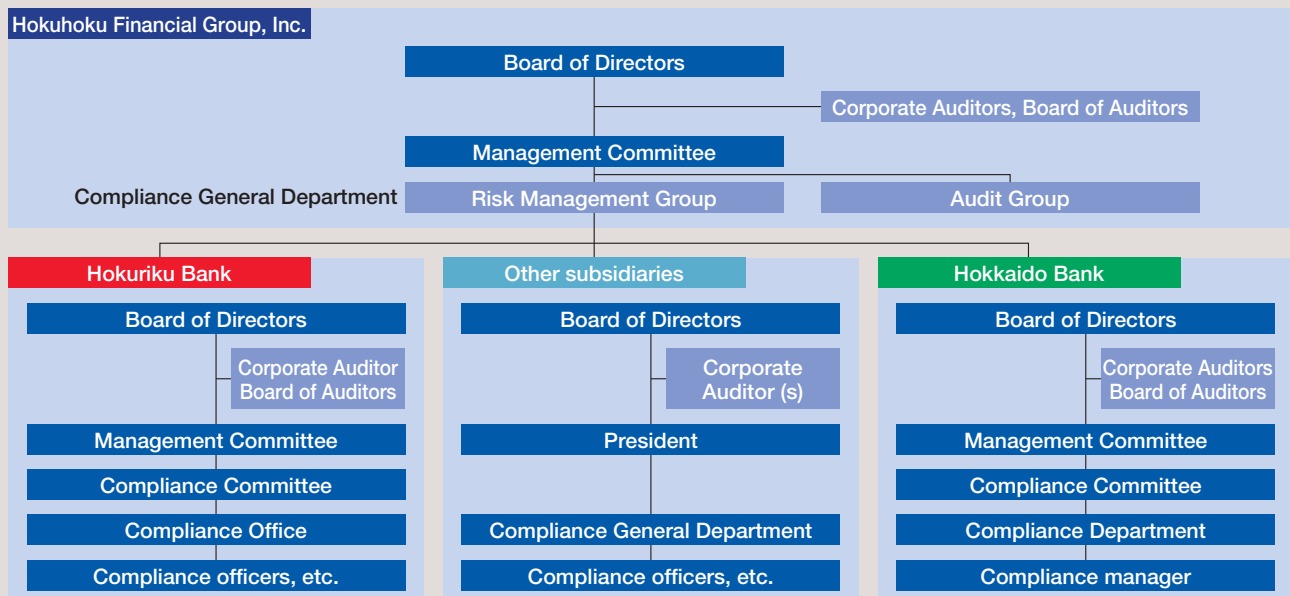 Hokuhoku Financial Group, Inc.
Board of Directors
Corporate Auditors, Board of Auditors
Management Committee
Compliance General Department
Risk Management Group
Audit Group
Hokuriku Bank
Board of Directors
Corporate Auditor
Board of Auditors
Management Committee
Compliance Committee
Compliance Office
Compliance officers, etc.
Other subsidiaries
Board of Directors
Corporate
Auditor (s)
President
Compliance General Department
Compliance officers, etc.
Hokkaido Bank
Board of Directors
Corporate Auditors
Board of Auditors
Management Committee
Compliance Committee
Compliance Department
Compliance manager